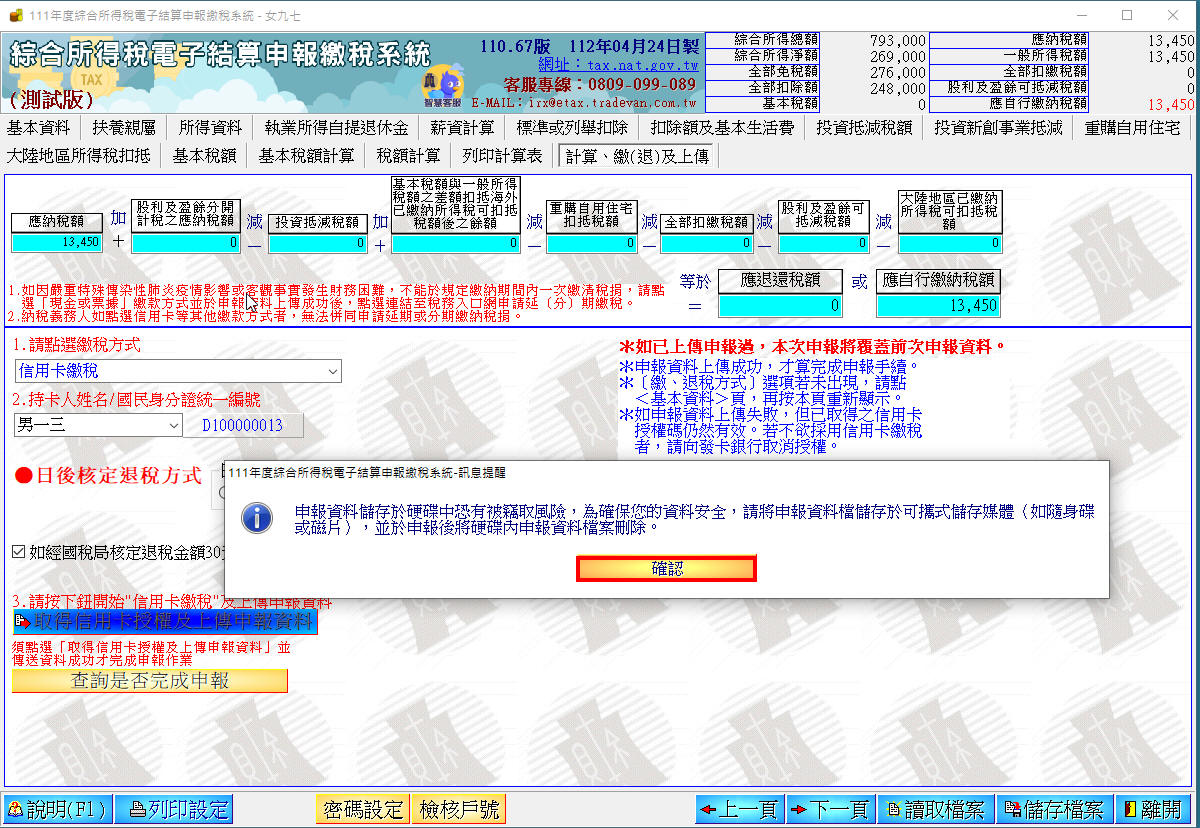 111年度綜合所得稅電子結算申報繳稅系統 - 女九七
綜合所得稅電子結算申報繳稅系統
TAX
(測試版)
智慧客服
110.67版 112年04月24日製
網址：tax.nat.gov.tw
客服專線：0809-099-089
E-MAIL：irx@etax.tradevan.com.tw
綜合所得總額 793,000 應納稅額 13,450
綜合所得淨額 269,000 一般所得稅額 13,450
全部免稅額 276,000 全部扣繳稅額 0
全部扣除額 248,000 股利及盈餘可抵減稅額 0
基本稅額 0 應自行繳納稅額 13,450
基本資料 扶養親屬 所得資料 執業所得自提退休金 薪資計算 標準或列舉扣除 扣除額及基本生活費 投資抵減稅額 投資新創事業抵減 重購自用住宅
大陸地區所得稅扣抵 基本稅額 基本稅額計算 稅額計算 列印計算表 計算、繳(退)及上傳
應納稅額
13,450
加
＋
股利及盈餘分開
計稅之應納稅額
0
減
－
投資抵減稅額
0
加
＋
基本稅額與一般所得
稅額之差額扣抵海外
已繳納所得稅可扣抵
稅額後之餘額
0
減
－
重購自用住宅
扣抵稅額
0
減
－
全部扣繳稅額
0
減
－
股利及盈餘可
抵減稅額
0
減
－
大陸地區已繳納
所得稅可扣抵稅
額
0
1.如因嚴重特殊傳染性肺炎疫情影響或客觀事實發生財務困難，不能於規定繳納期間內一次繳清稅捐，請點
選「現金或票據」繳款方式並於申報資料上傳成功後，點選連結至稅務入口網申請延（分）期繳稅。
2.納稅義務人如點選信用卡等其他繳款方式者，無法併同申請延期或分期繳納稅捐。
等於
＝
應退還稅額
0
或
應自行繳納稅額
13,450
1.請點選繳稅方式
信用卡繳稅
2.持卡人姓名/國民身分證統一編號
男一三 D100000013
＊如已上傳申報過，本次申報將覆蓋前次申報資料。
＊申報資料上傳成功，才算完成申報手續。
＊〔繳、退稅方式〕選項若未出現，請點
＜基本資料＞頁，再按本頁重新顯示。
＊如申報資料上傳失敗，但已取得之信用卡
授權碼仍然有效。若不欲採用信用卡繳稅
者，請向發卡銀行取消授權。
●日後核定退稅方式
111年度綜合所得稅電子結算申報繳稅系統-訊息提醒
申報資料儲存於硬碟中恐有被竊取風險，為確保您的資料安全，請將申報資料檔儲存於可攜式儲存媒體（如隨身碟
或磁片），並於申報後將硬碟內申報資料檔案刪除。
確認
如經國稅局核定退稅金額30
3.請按下鈕開始"信用卡繳稅"及上傳申報資料
取得信用卡授權及上傳申報資料
須點選「取得信用卡授權及上傳申報資料」並
傳送資料成功才完成申報作業
查詢是否完成申報
說明(F1) 列印設定 密碼設定 檢核戶號 上一頁 下一頁 讀取檔案 儲存檔案 離開